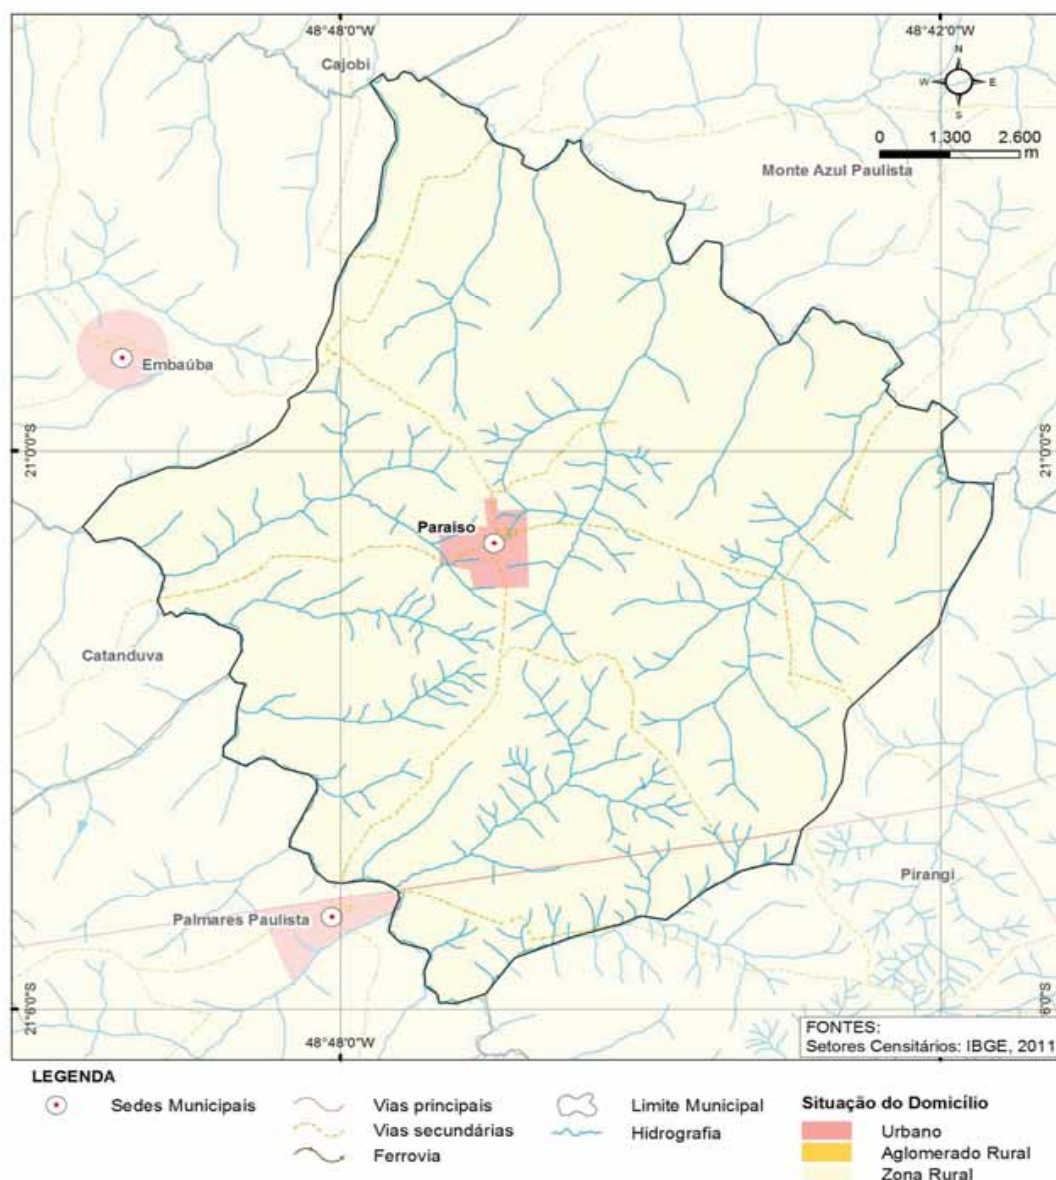 48°48'0"W
48°42'0"W
Cajobi
N
W E
S
0 1.300 2.600
m
Monte Azul Paulista
Embaúba
21°0'0"S
21°0'0"S
Paraíso
Catanduva
Pirangi
Palmares Paulista
21°6'0"S
6'0"S
48°48'0"W
FONTES:
Setores Censitários: IBGE, 2011
LEGENDA
Sedes Municipais
Vias principais
Vias secundárias
Ferrovia
Limite Municipal
Hidrografia
Situação do Domicílio
Urbano
Aglomerado Rural
Zona Rural